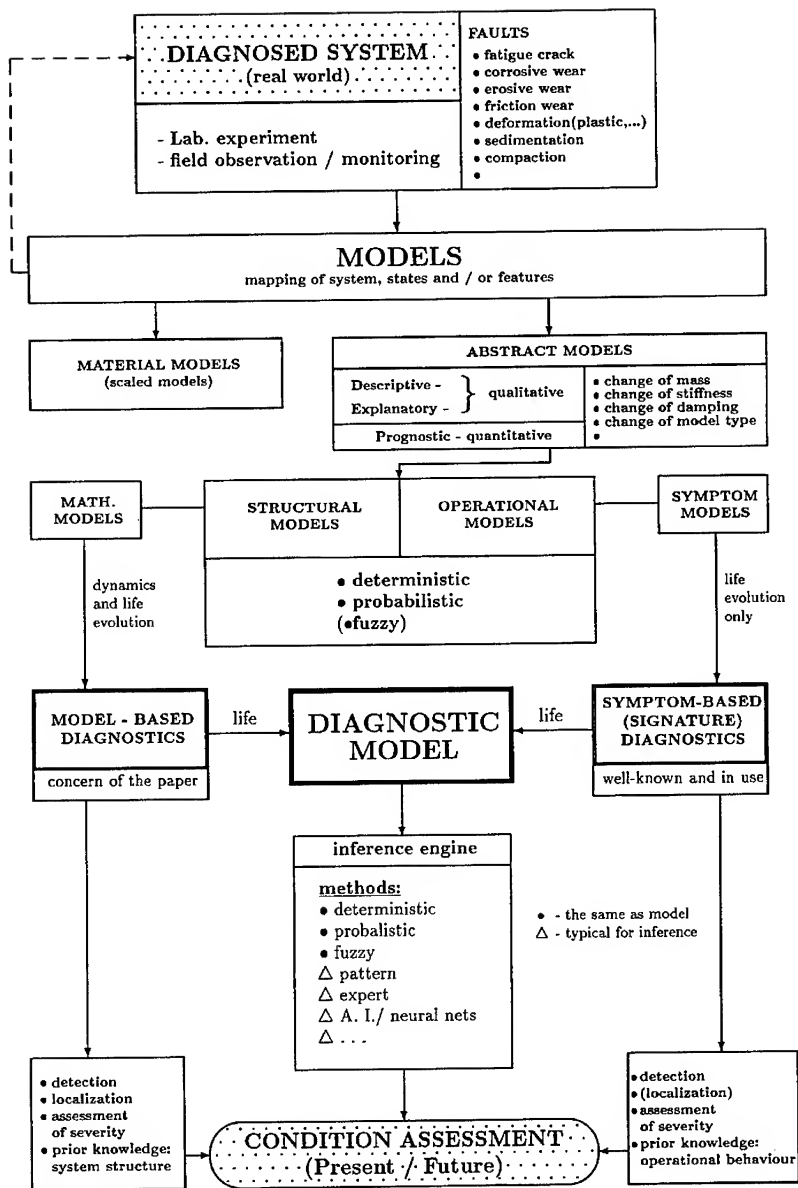 DIAGNOSED SYSTEM
(real world)
- Lab. experiment
- field observation / monitoring
FAULTS
• fatigue crack
• corrosive wear
• erosive wear
• friction wear
• deformation(plastic,...)
• sedimentation
• compaction
•
MODELS
mapping of system, states and / or features
MATERIAL MODELS
(scaled models)
ABSTRACT MODELS
Descriptive -
Explanatory -
} qualitative
Prognostic - quantitative
• change of mass
• change of stiffness
• change of damping
• change of model type
•
MATH.
MODELS
STRUCTURAL
MODELS
OPERATIONAL
MODELS
SYMPTOM
MODELS
• deterministic
• probabilistic
(•fuzzy)
dynamics
and life
evolution
life
evolution
only
MODEL - BASED
DIAGNOSTICS
concern of the paper
life
DIAGNOSTIC
MODEL
life
SYMPTOM-BASED
(SIGNATURE)
DIAGNOSTICS
well-known and in use
inference engine
methods:
• deterministic
• probalistic
• fuzzy
△ pattern
△ expert
△ A. I./ neural nets
△ . . .
• - the same as model
△ - typical for inference
• detection
• localization
• assessment
of severity
• prior knowledge:
system structure
CONDITION ASSESSMENT
(Present / Future)
• detection
• (localization)
• assessment
of severity
• prior knowledge:
operational behaviour